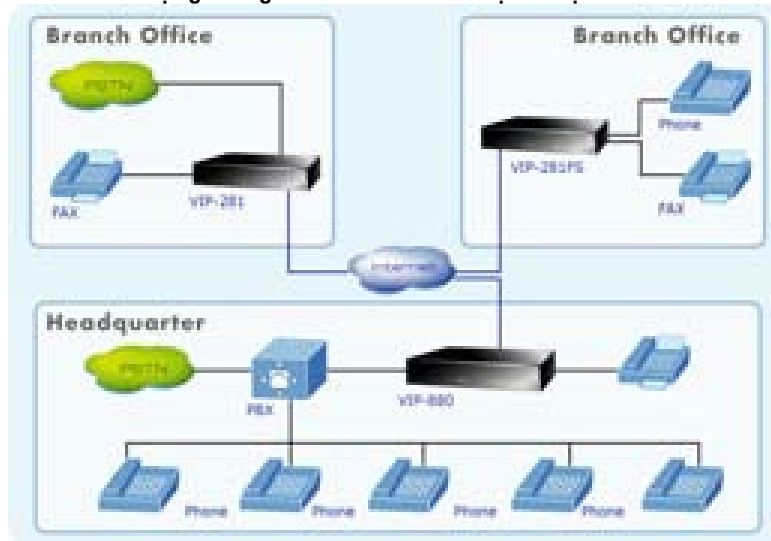 Branch Office
PSTN
FAX
VIP-281
Branch Office
Phone
VIP-281FS
FAX
Internet
Headquarter
PSTN
PBX
VIP-880
Phone
Phone
Phone
Phone